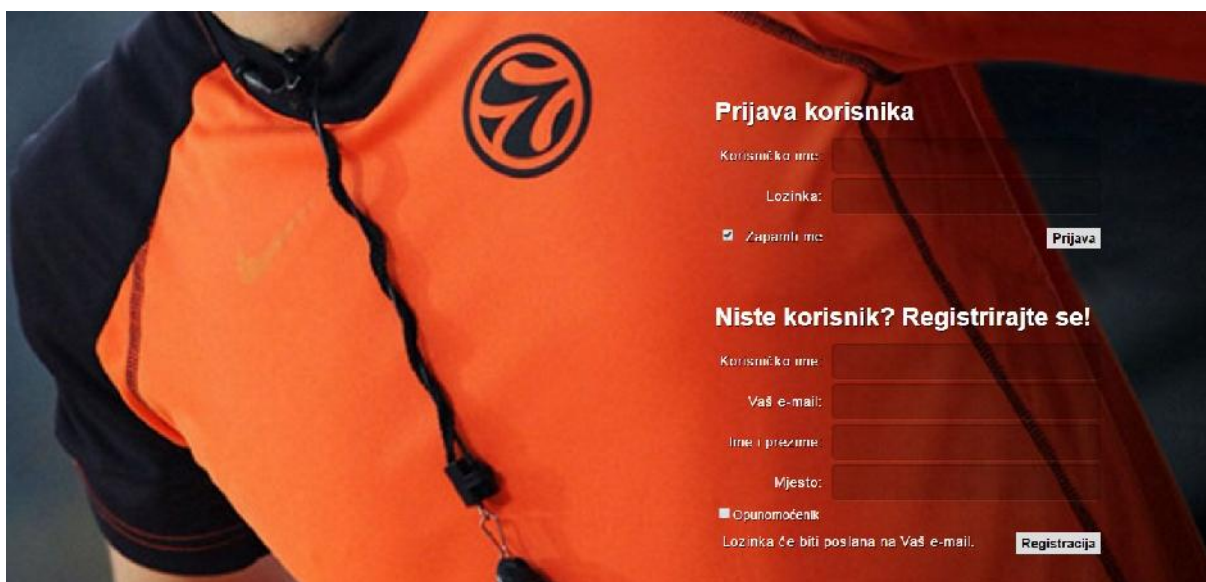 Prijava korisnika
Korisničko ime:
Lozinka:
Zapamti me
Prijava
Niste korisnik? Registrirajte se!
Korisničko ime:
Vaš e-mail:
Ime i prezime:
Mjesto:
Opunomoćenik
Lozinka će biti poslana na Vaš e-mail.
Registracija